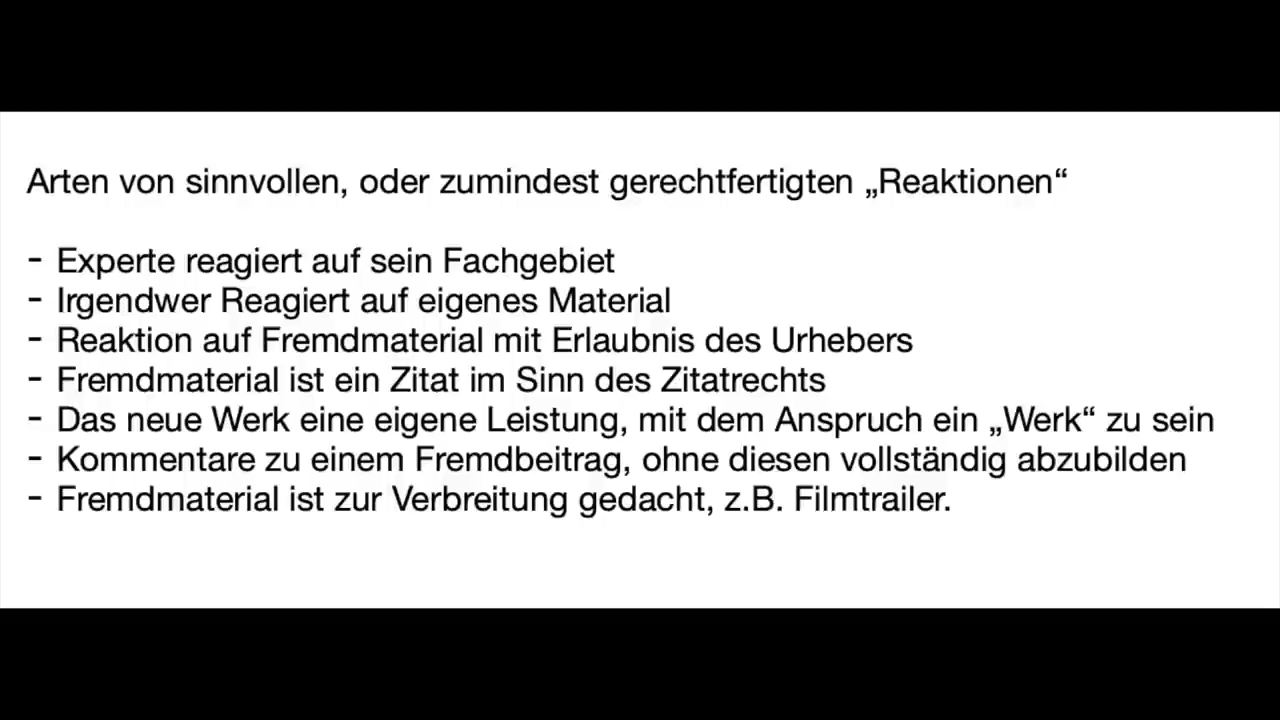 Arten von sinnvollen, oder zumindest gerechtfertigten „Reaktionen“
- Experte reagiert auf sein Fachgebiet
- Irgendwer Reagiert auf eigenes Material
- Reaktion auf Fremdmaterial mit Erlaubnis des Urhebers
- Fremdmaterial ist ein Zitat im Sinn des Zitatrechts
- Das neue Werk eine eigene Leistung, mit dem Anspruch ein „Werk“ zu sein
- Kommentare zu einem Fremdbeitrag, ohne diesen vollständig abzubilden
- Fremdmaterial ist zur Verbreitung gedacht, z.B. Filmtrailer.